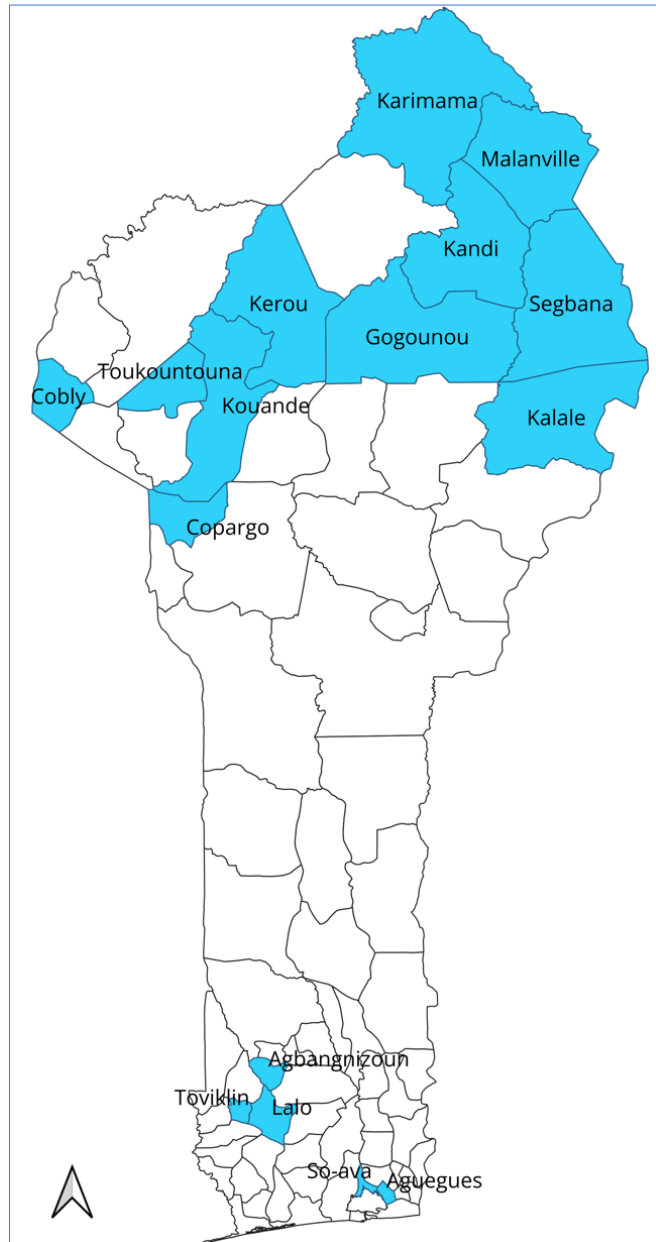 Karimama
Malanville
Kandi
Segbana
Kerou
Gogounou
Toukountouna
Cobly
Kouande
Kalale
Copargo
Agbangnizoun
Toviklin
Lalo
So-ava
Aguegues